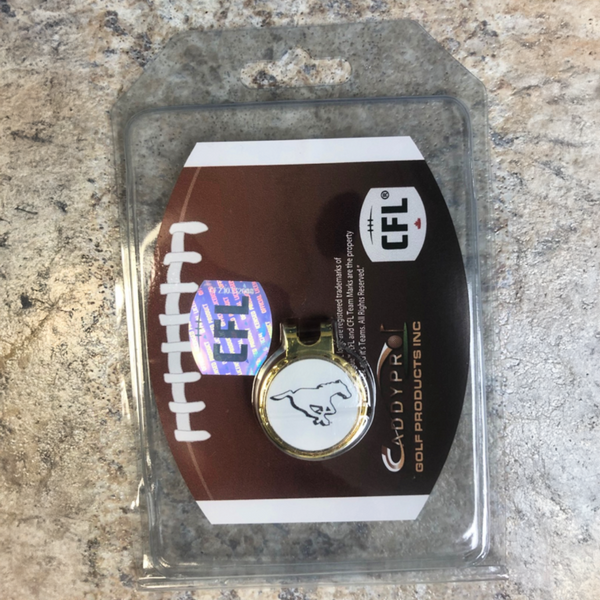 CFL®
CFL
are registered trademarks of
and CFL Team Marks are the property
Teams. All Rights Reserved."
CADDYPRO
GOLF PRODUCTS INC